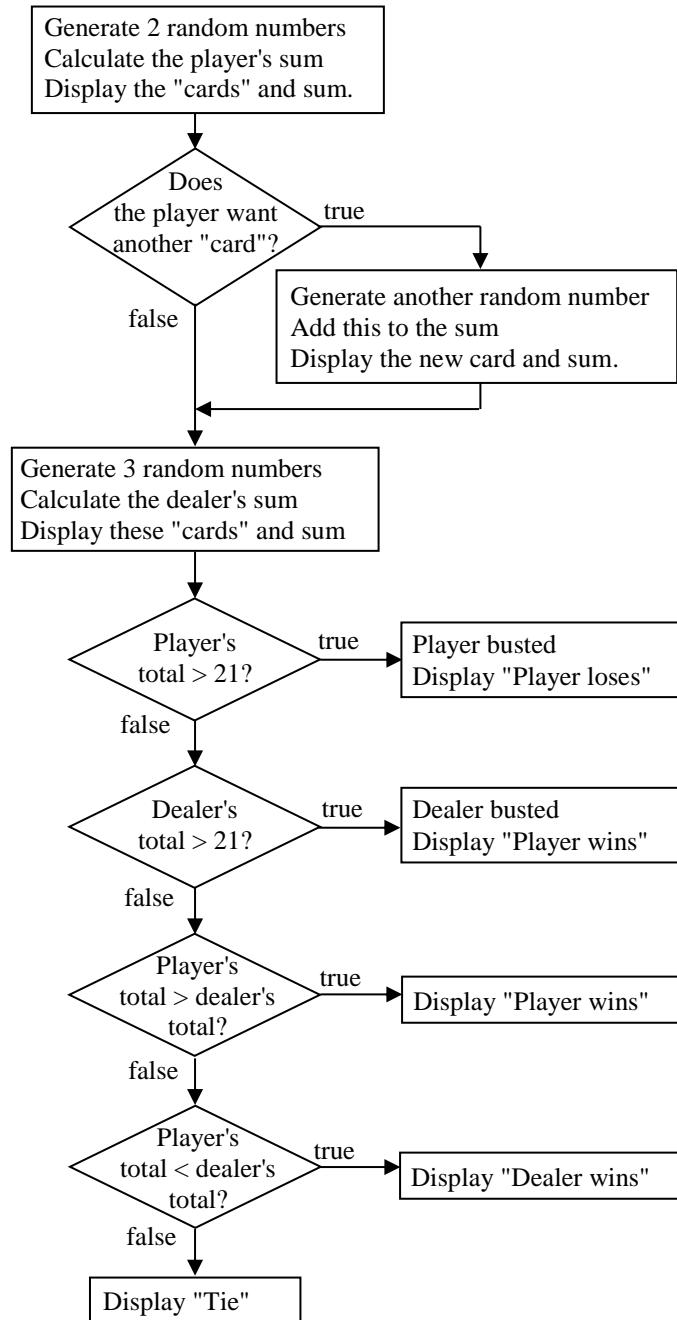 Generate 2 random numbers
Calculate the player's sum
Display the "cards" and sum.
Does
the player want
another "card"?
true
false
Generate another random number
Add this to the sum
Display the new card and sum.
Generate 3 random numbers
Calculate the dealer's sum
Display these "cards" and sum
Player's
total > 21?
true
false
Player busted
Display "Player loses"
Dealer's
total > 21?
true
false
Dealer busted
Display "Player wins"
Player's
total > dealer's
total?
true
false
Display "Player wins"
Player's
total < dealer's
total?
true
false
Display "Dealer wins"
Display "Tie"